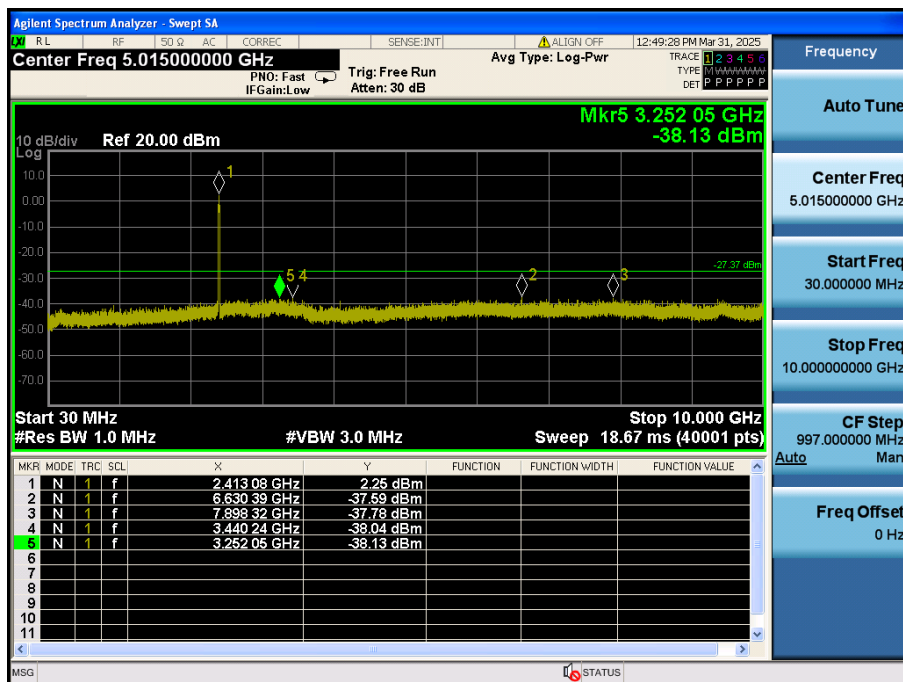 Agilent Spectrum Analyzer - Swept SA
LXI RL RF 50 Ω AC CORREC SENSE:INT ALIGN OFF 12:49:28 PM Mar 31, 2025
Center Freq 5.015000000 GHz
PNO: Fast
IFGain:Low
Trig: Free Run
Atten: 30 dB
Avg Type: Log-Pwr
TRACE 1 2 3 4 5 6
TYPE M W W W W W
DET P P P P P P
Mkr5 3.252 05 GHz
-38.13 dBm
10 dB/div Ref 20.00 dBm
Log
10.0
0.00
-10.0
-20.0
-30.0
-40.0
-50.0
-60.0
-70.0
1
5 4
2
3
-27.37 dBm
Start 30 MHz Stop 10.000 GHz
#Res BW 1.0 MHz #VBW 3.0 MHz Sweep 18.67 ms (40001 pts)
MKR MODE TRC SCL X Y FUNCTION FUNCTION WIDTH FUNCTION VALUE
1 N 1 f 2.413 08 GHz 2.25 dBm
2 N 1 f 6.630 39 GHz -37.59 dBm
3 N 1 f 7.898 32 GHz -37.78 dBm
4 N 1 f 3.440 24 GHz -38.04 dBm
5 N 1 f 3.252 05 GHz -38.13 dBm
6
7
8
9
10
11
MSG STATUS
Frequency
Auto Tune
Center Freq
5.015000000 GHz
Start Freq
30.000000 MHz
Stop Freq
10.000000000 GHz
CF Step
997.000000 MHz
Auto Man
Freq Offset
0 Hz